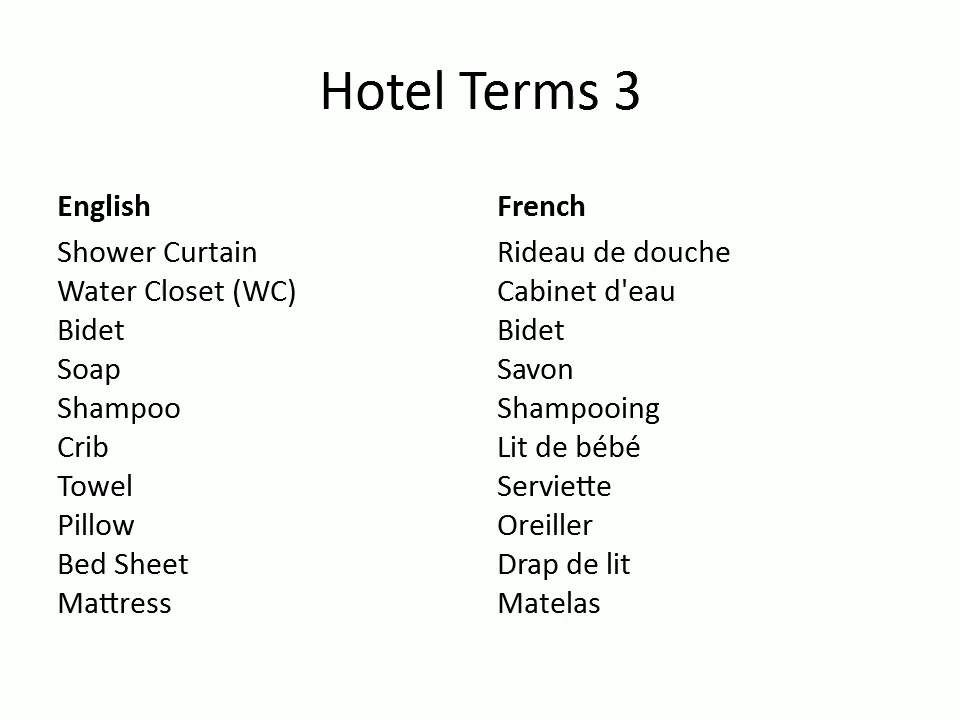 Hotel Terms 3
English
Shower Curtain
Water Closet (WC)
Bidet
Soap
Shampoo
Crib
Towel
Pillow
Bed Sheet
Mattress
French
Rideau de douche
Cabinet d'eau
Bidet
Savon
Shampooing
Lit de bébé
Serviette
Oreiller
Drap de lit
Matelas